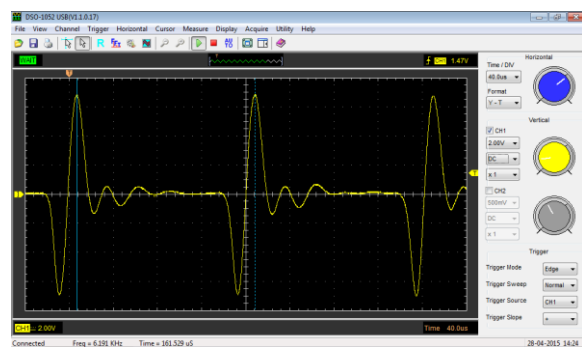 DSO-1052 USB(V1.1.0.17)
File View Channel Trigger Horizontal Cursor Measure Display Acquire Utility Help
WAIT
T
CH1 1.47V
T
1
T
CH1 2.00V
Time 40.0us
Horizontal
Time / DIV
40.0us
Format
Y - T
Vertical
CH1
2.00V
DC
x 1
CH2
500mV
DC
x 1
Trigger
Trigger Mode Edge
Trigger Sweep Normal
Trigger Source CH1
Trigger Slope +
Connected Freq = 6.191 KHz Time = 161.529 uS 28-04-2015 14:24